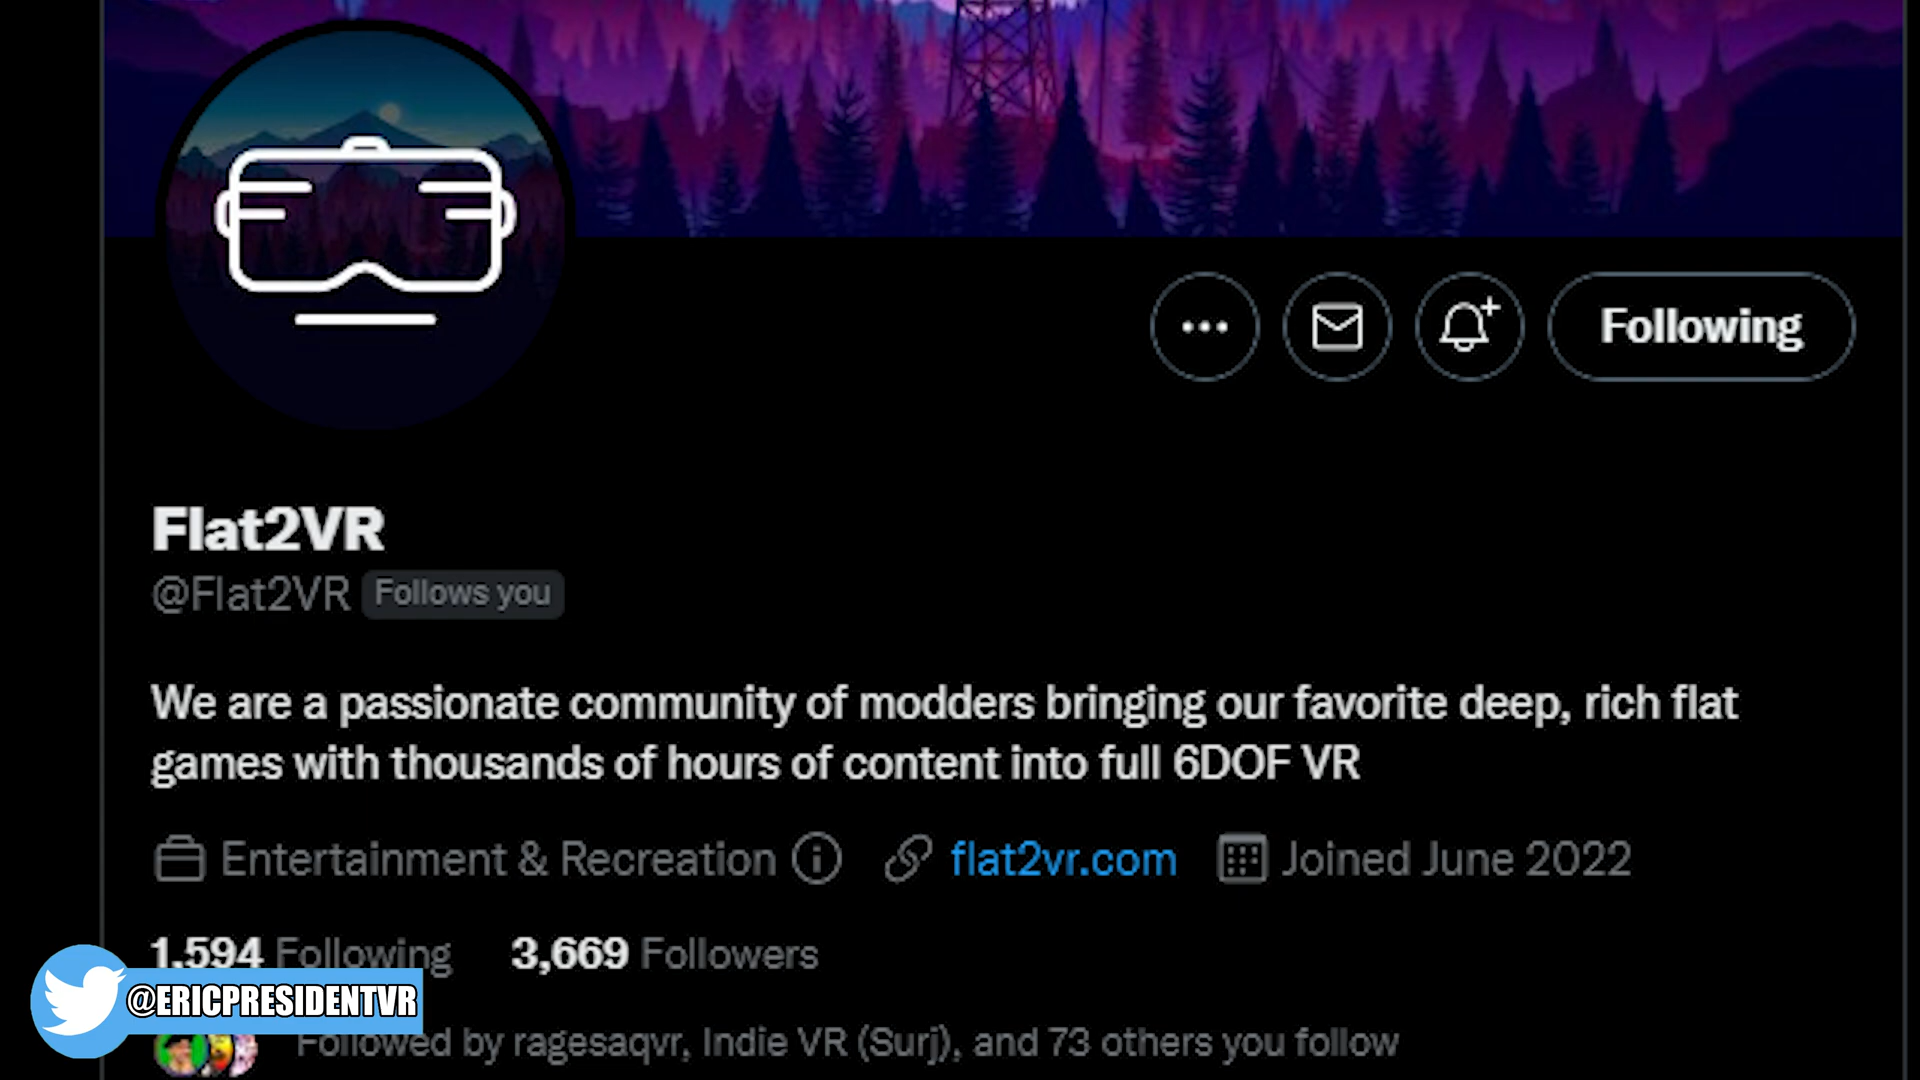 Following
Flat2VR
@Flat2VR Follows you
We are a passionate community of modders bringing our favorite deep, rich flat
games with thousands of hours of content into full 6DOF VR
Entertainment & Recreation flat2vr.com Joined June 2022
1,594 Following 3,669 Followers
@ERICPRESIDENTVR
Followed by ragesaqvr, Indie VR (Surj), and 73 others you follow